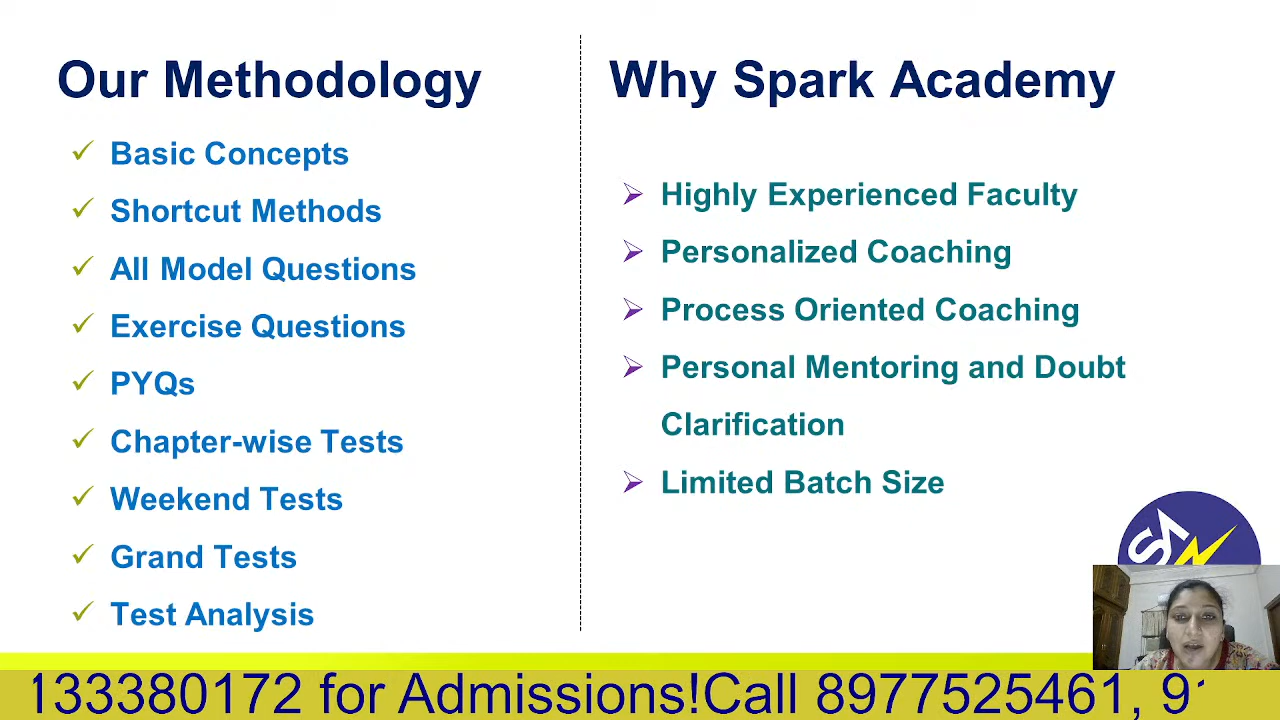 Our Methodology
Basic Concepts
Shortcut Methods
All Model Questions
Exercise Questions
PYQs
Chapter-wise Tests
Weekend Tests
Grand Tests
Test Analysis
Why Spark Academy
Highly Experienced Faculty
Personalized Coaching
Process Oriented Coaching
Personal Mentoring and Doubt
Clarification
Limited Batch Size
133380172 for Admissions!Call 8977525461, 91